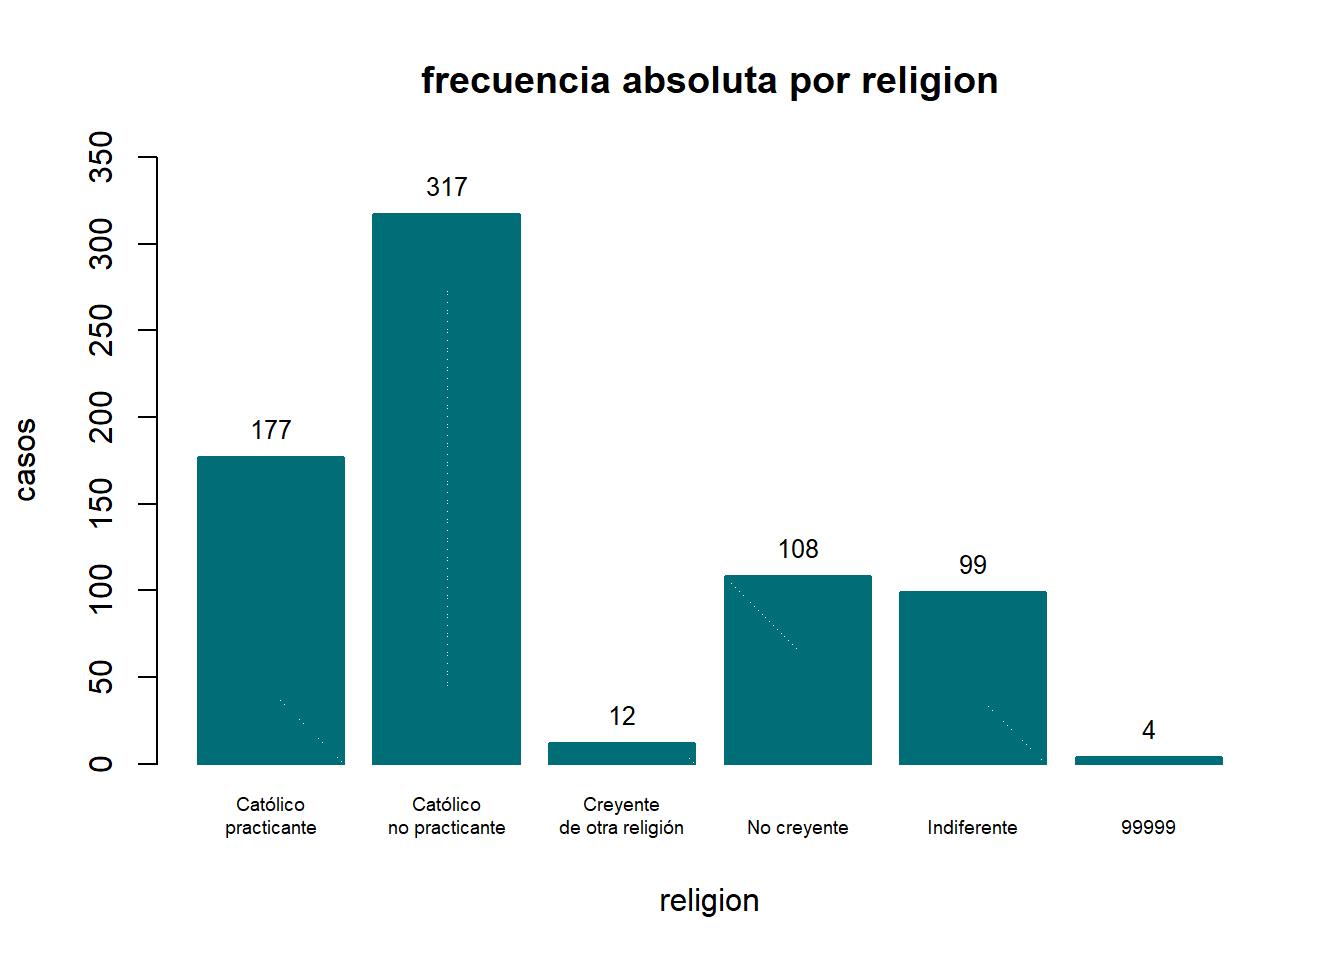 frecuencia absoluta por religion
350
300
250
200
150
100
50
0
casos
177
317
12
108
99
4
Católico
practicante
Católico
no practicante
Creyente
de otra religión
No creyente
Indiferente
99999
religion